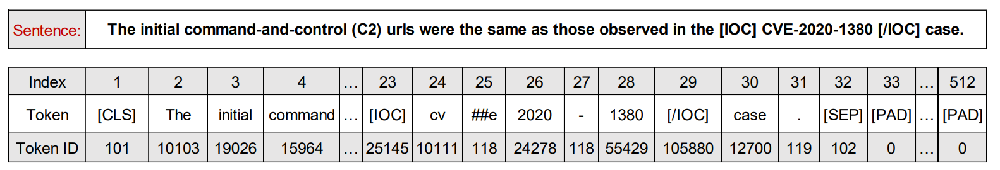 Sentence: The initial command-and-control (C2) urls were the same as those observed in the [IOC] CVE-2020-1380 [/IOC] case.
Index 1 2 3 4 ... 23 24 25 26 27 28 29 30 31 32 33 ... 512
Token [CLS] The initial command ... [IOC] cv ##e 2020 - 1380 [/IOC] case . [SEP] [PAD] ... [PAD]
Token ID 101 10103 19026 15964 ... 25145 10111 118 24278 118 55429 105880 12700 119 102 0 ... 0